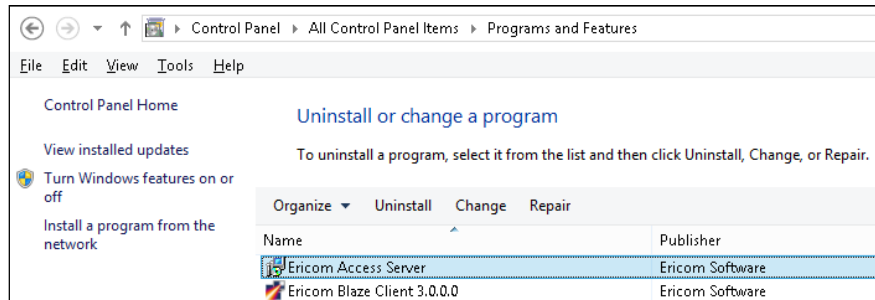 Control Panel ▸ All Control Panel Items ▸ Programs and Features
File Edit View Tools Help
Control Panel Home
View installed updates
Turn Windows features on or
off
Install a program from the
network
Uninstall or change a program
To uninstall a program, select it from the list and then click Uninstall, Change, or Repair.
Organize Uninstall Change Repair
Name Publisher
Ericom Access Server Ericom Software
Ericom Blaze Client 3.0.0.0 Ericom Software